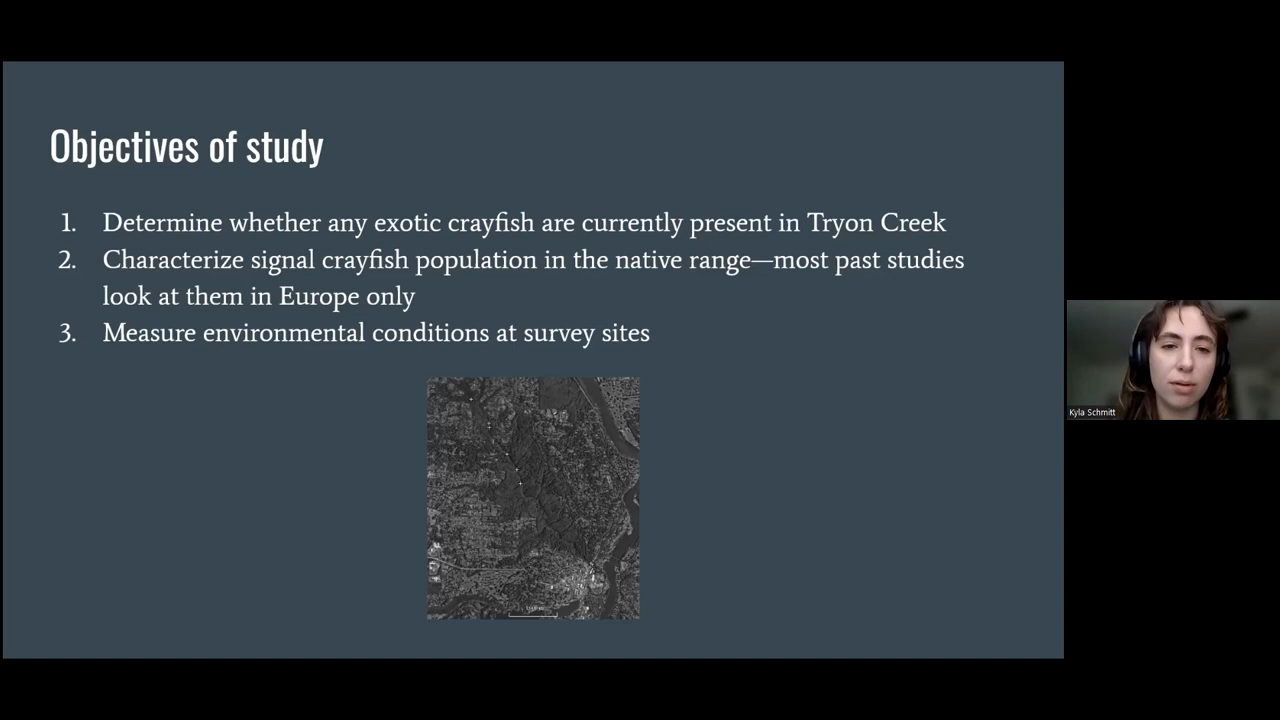 Objectives of study
1. Determine whether any exotic crayfish are currently present in Tryon Creek
2. Characterize signal crayfish population in the native range—most past studies
look at them in Europe only
3. Measure environmental conditions at survey sites
Kyla Schmitt